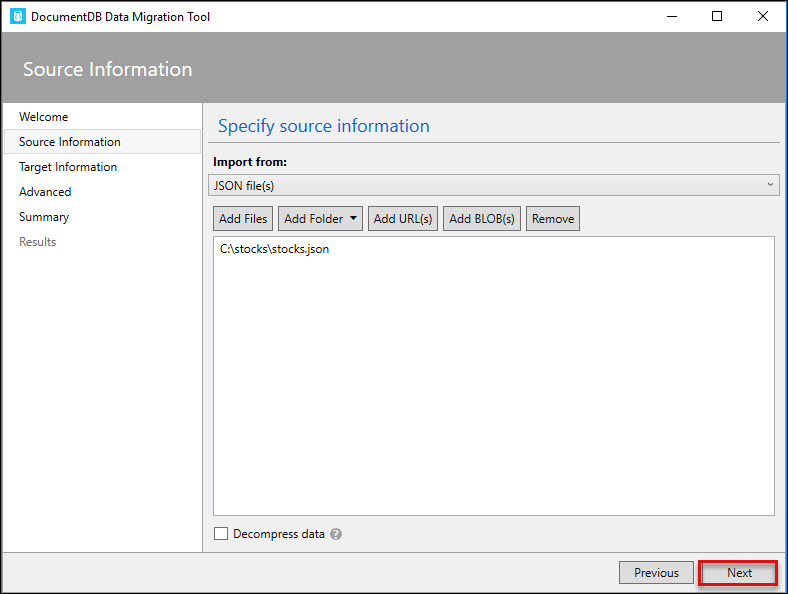 DocumentDB Data Migration Tool
Source Information
Welcome
Source Information
Target Information
Advanced
Summary
Results
Specify source information
Import from:
JSON file(s)
Add Files Add Folder Add URL(s) Add BLOB(s) Remove
C:\stocks\stocks.json
Decompress data ?
Previous Next